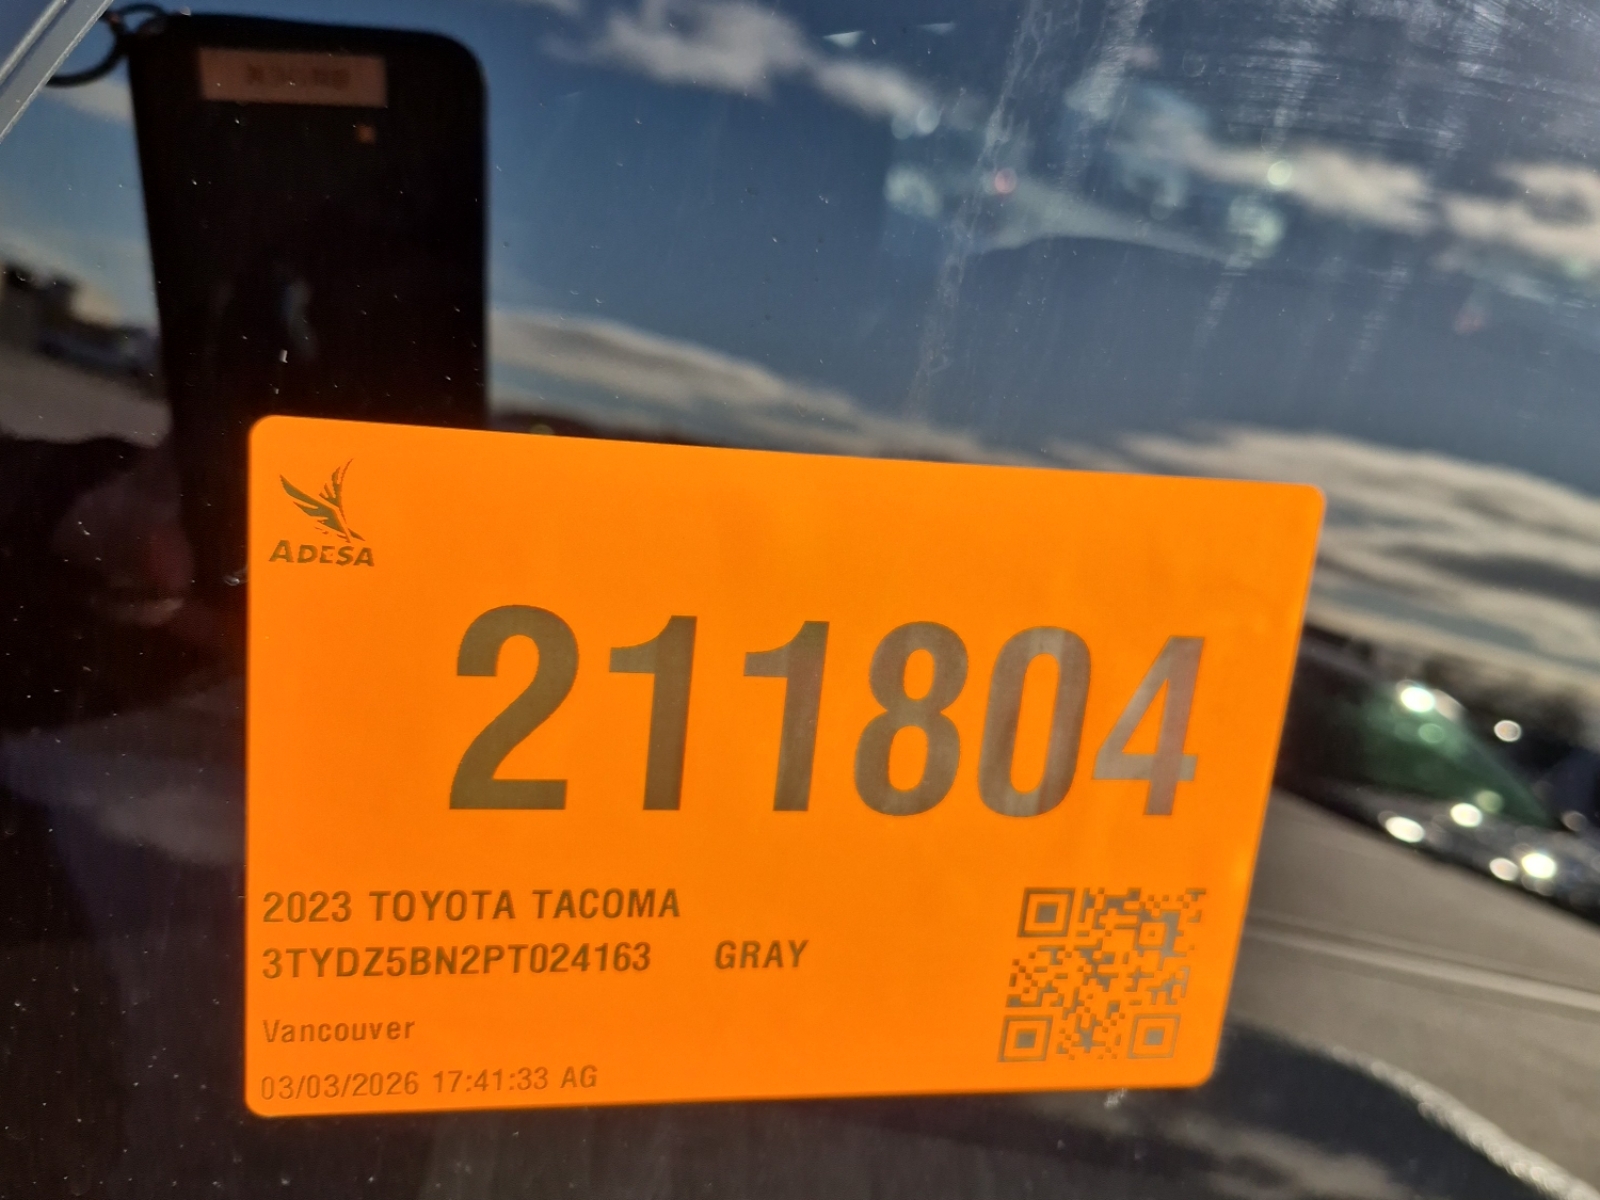 ADESA
211804
2023 TOYOTA TACOMA
3TYDZ5BN2PT024163 GRAY
Vancouver
03/03/2026 17:41:33 AG